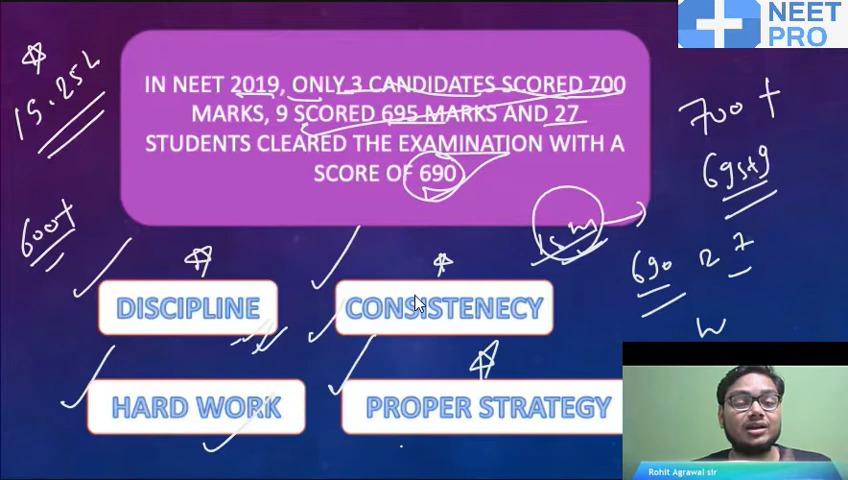 NEET
PRO
IN NEET 2019, ONLY 3 CANDIDATES SCORED 700
MARKS, 9 SCORED 695 MARKS AND 27
STUDENTS CLEARED THE EXAMINATION WITH A
SCORE OF 690
15.25L
700 +
695+9
600+
690 27
DISCIPLINE
CONSISTENECY
HARD WORK
PROPER STRATEGY
Rohit Agrawal sir